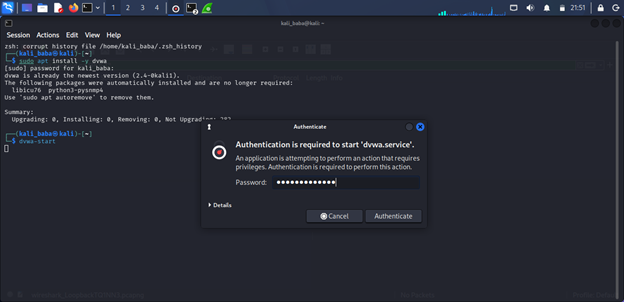 1 2 3 4
21:51
kali_baba@kali: ~
Session Actions Edit View Help
zsh: corrupt history file /home/kali_baba/.zsh_history
(kali_baba㉿kali)-[~]
$ sudo apt install -y dvwa
[sudo] password for kali_baba:
dvwa is already the newest version (2.4-0kali1).
The following packages were automatically installed and are no longer required:
libicu76 python3-pysnmp4
Use 'sudo apt autoremove' to remove them.
Summary:
Upgrading: 0, Installing: 0, Removing: 0, Not Upgrading: 282
(kali_baba㉿kali)-[~]
$ dvwa-start
Authenticate
Authentication is required to start 'dvwa.service'.
An application is attempting to perform an action that requires
privileges. Authentication is required to perform this action.
Password: ●●●●●●●●●●●●●
Details
Cancel Authenticate